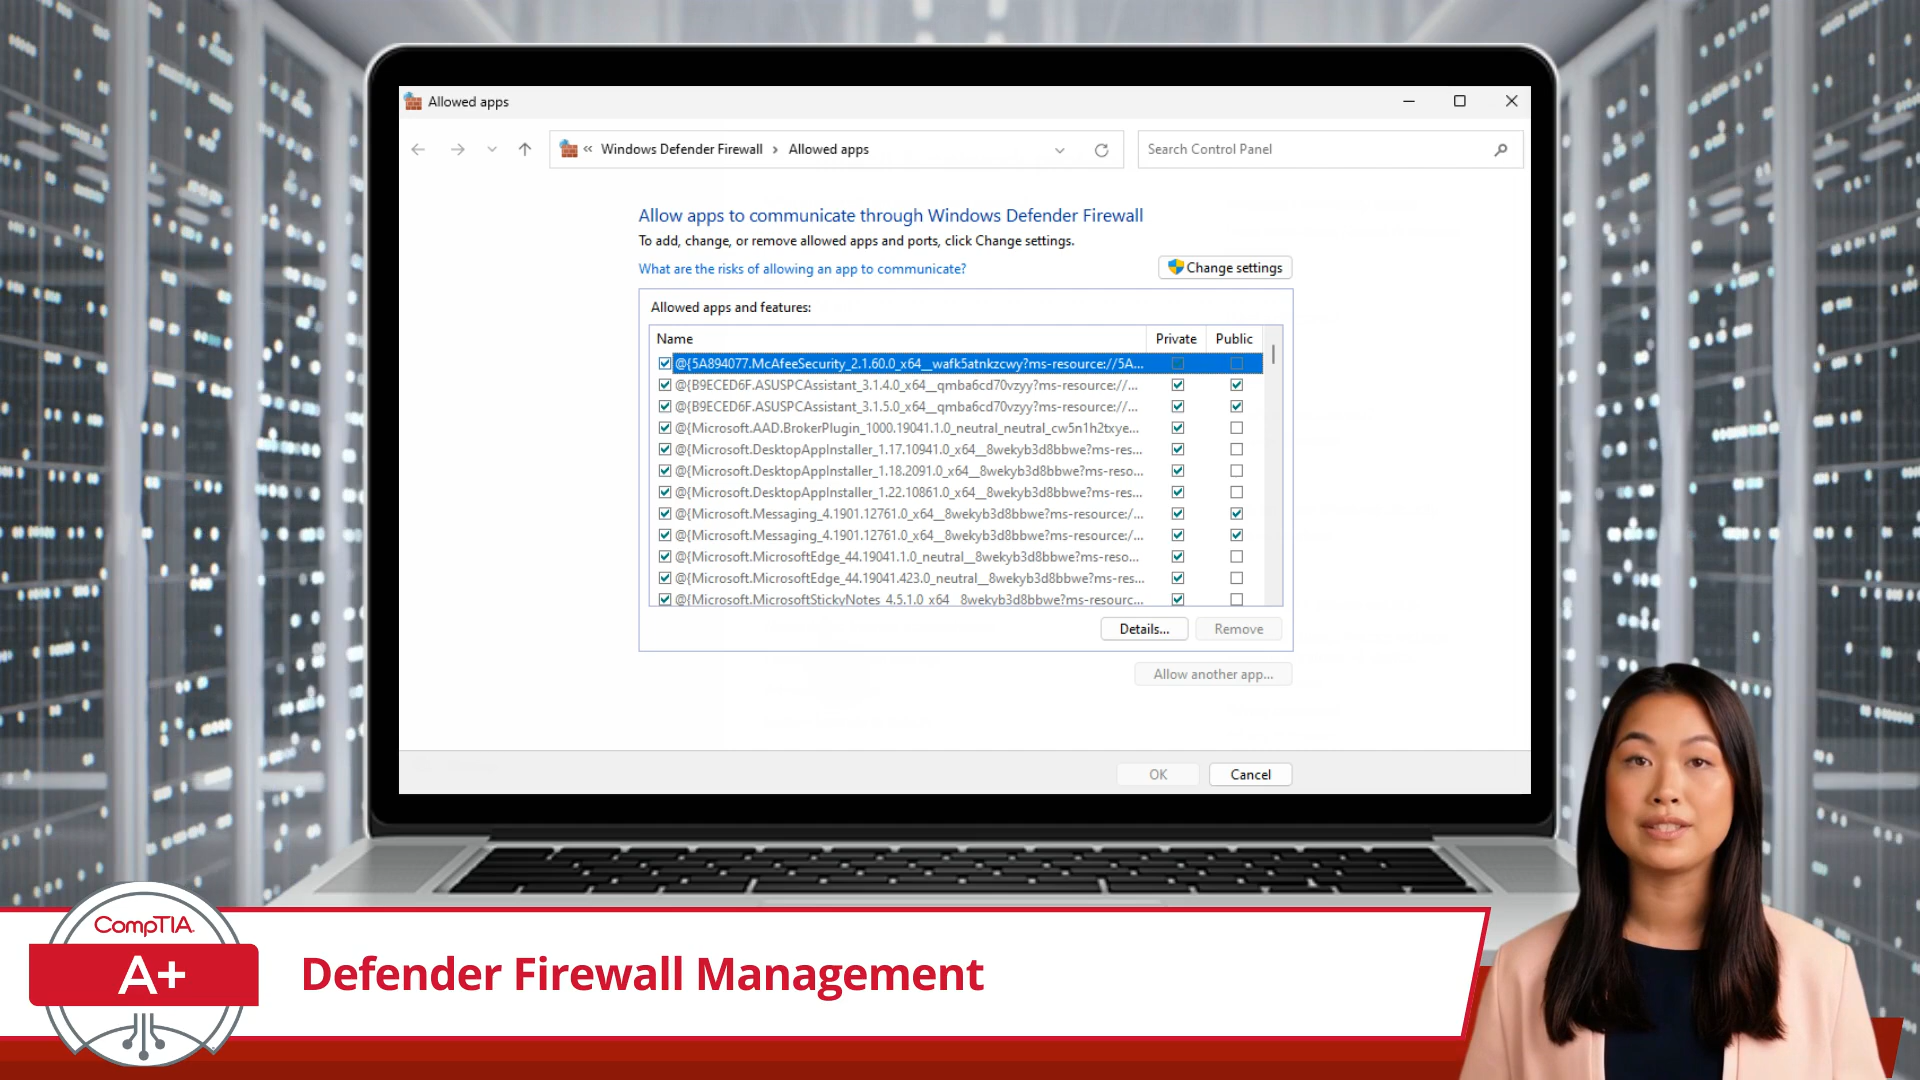 Allowed apps
« Windows Defender Firewall › Allowed apps
Search Control Panel
Allow apps to communicate through Windows Defender Firewall
To add, change, or remove allowed apps and ports, click Change settings.
What are the risks of allowing an app to communicate?
Change settings
Allowed apps and features:
Name Private Public
@{5A894077.McAfeeSecurity_2.1.60.0_x64__wafk5atnkzcwy?ms-resource://5A...
@{B9ECED6F.ASUSPCAssistant_3.1.4.0_x64__qmba6cd70vzyy?ms-resource://...
@{B9ECED6F.ASUSPCAssistant_3.1.5.0_x64__qmba6cd70vzyy?ms-resource://...
@{Microsoft.AAD.BrokerPlugin_1000.19041.1.0_neutral_neutral_cw5n1h2txye...
@{Microsoft.DesktopAppInstaller_1.17.10941.0_x64__8wekyb3d8bbwe?ms-res...
@{Microsoft.DesktopAppInstaller_1.18.2091.0_x64__8wekyb3d8bbwe?ms-reso...
@{Microsoft.DesktopAppInstaller_1.22.10861.0_x64__8wekyb3d8bbwe?ms-res...
@{Microsoft.Messaging_4.1901.12761.0_x64__8wekyb3d8bbwe?ms-resource:/...
@{Microsoft.Messaging_4.1901.12761.0_x64__8wekyb3d8bbwe?ms-resource:/...
@{Microsoft.MicrosoftEdge_44.19041.1.0_neutral__8wekyb3d8bbwe?ms-reso...
@{Microsoft.MicrosoftEdge_44.19041.423.0_neutral__8wekyb3d8bbwe?ms-res...
@{Microsoft.MicrosoftStickyNotes_4.5.1.0_x64__8wekyb3d8bbwe?ms-resourc...
Details... Remove
Allow another app...
OK Cancel
CompTIA
A+
Defender Firewall Management